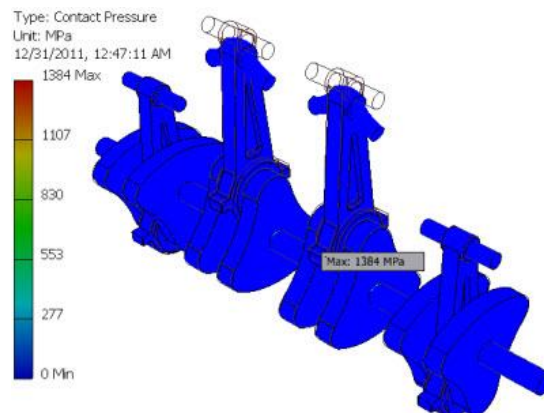 Type: Contact Pressure
Unit: MPa
12/31/2011, 12:47:11 AM
1384 Max
1107
830
553
277
0 Min
Max: 1384 MPa